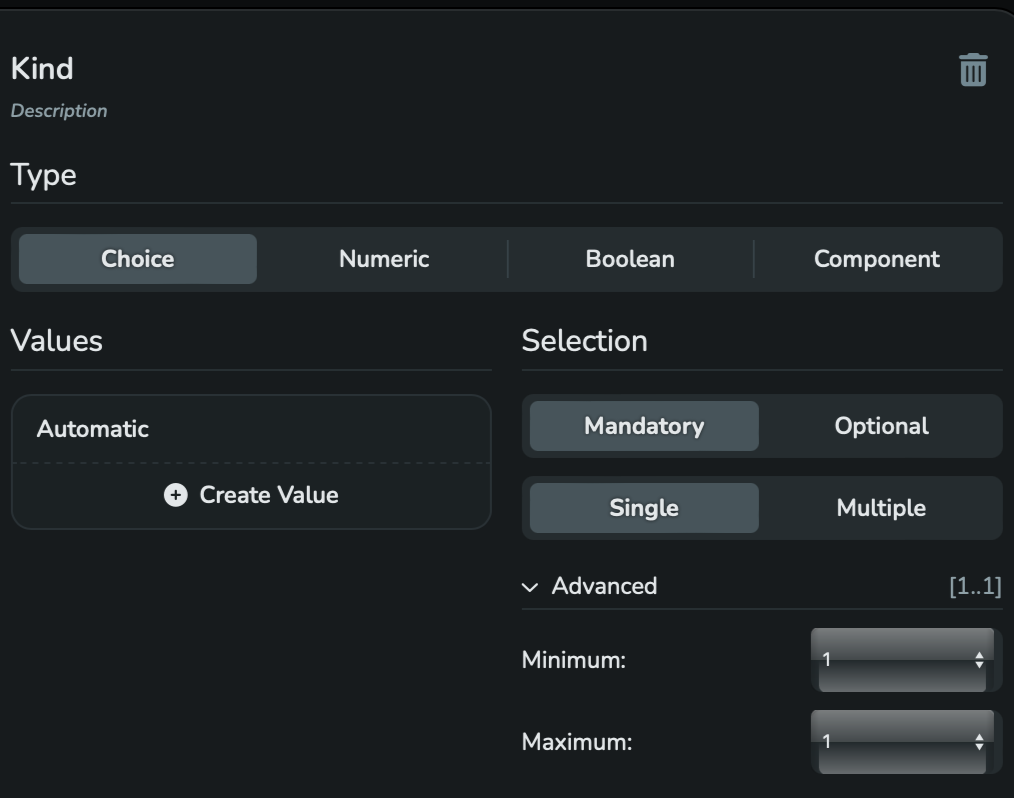 Kind
Description
Type
Choice Numeric Boolean Component
Values
Automatic
Create Value
Selection
Mandatory Optional
Single Multiple
Advanced [1..1]
Minimum: 1
Maximum: 1